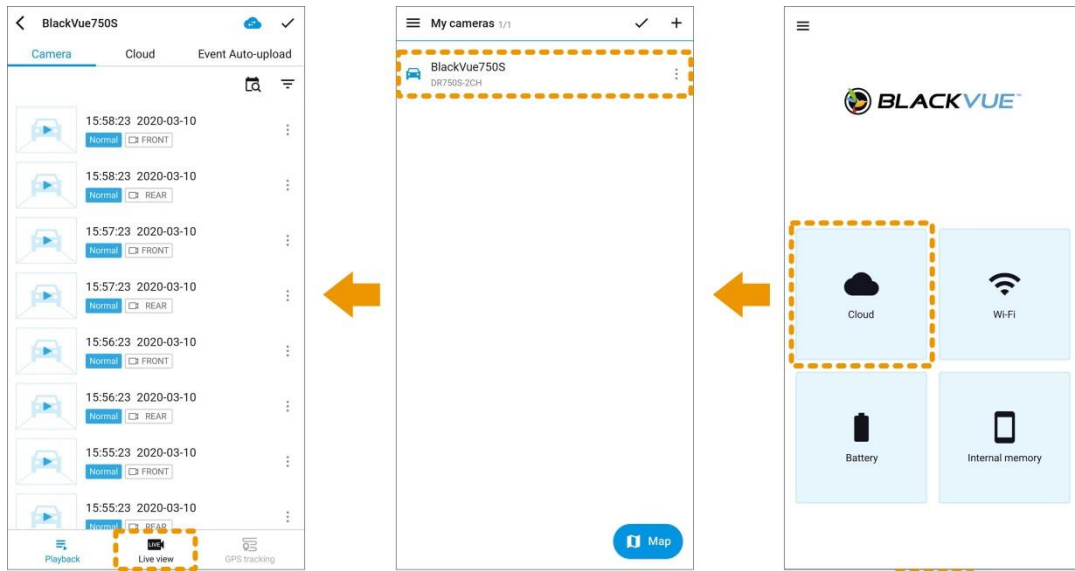 BlackVue750S
Camera Cloud Event Auto-upload
15:58:23 2020-03-10
Normal FRONT
15:58:23 2020-03-10
Normal REAR
15:57:23 2020-03-10
Normal FRONT
15:57:23 2020-03-10
Normal REAR
15:56:23 2020-03-10
Normal FRONT
15:56:23 2020-03-10
Normal REAR
15:55:23 2020-03-10
Normal FRONT
15:55:23 2020-03-10
Normal REAR
LIVE
Playback Live view GPS tracking
My cameras 1/1
BlackVue750S
DR750S-2CH
Map
BLACKVUE
Cloud Wi-Fi
Battery Internal memory